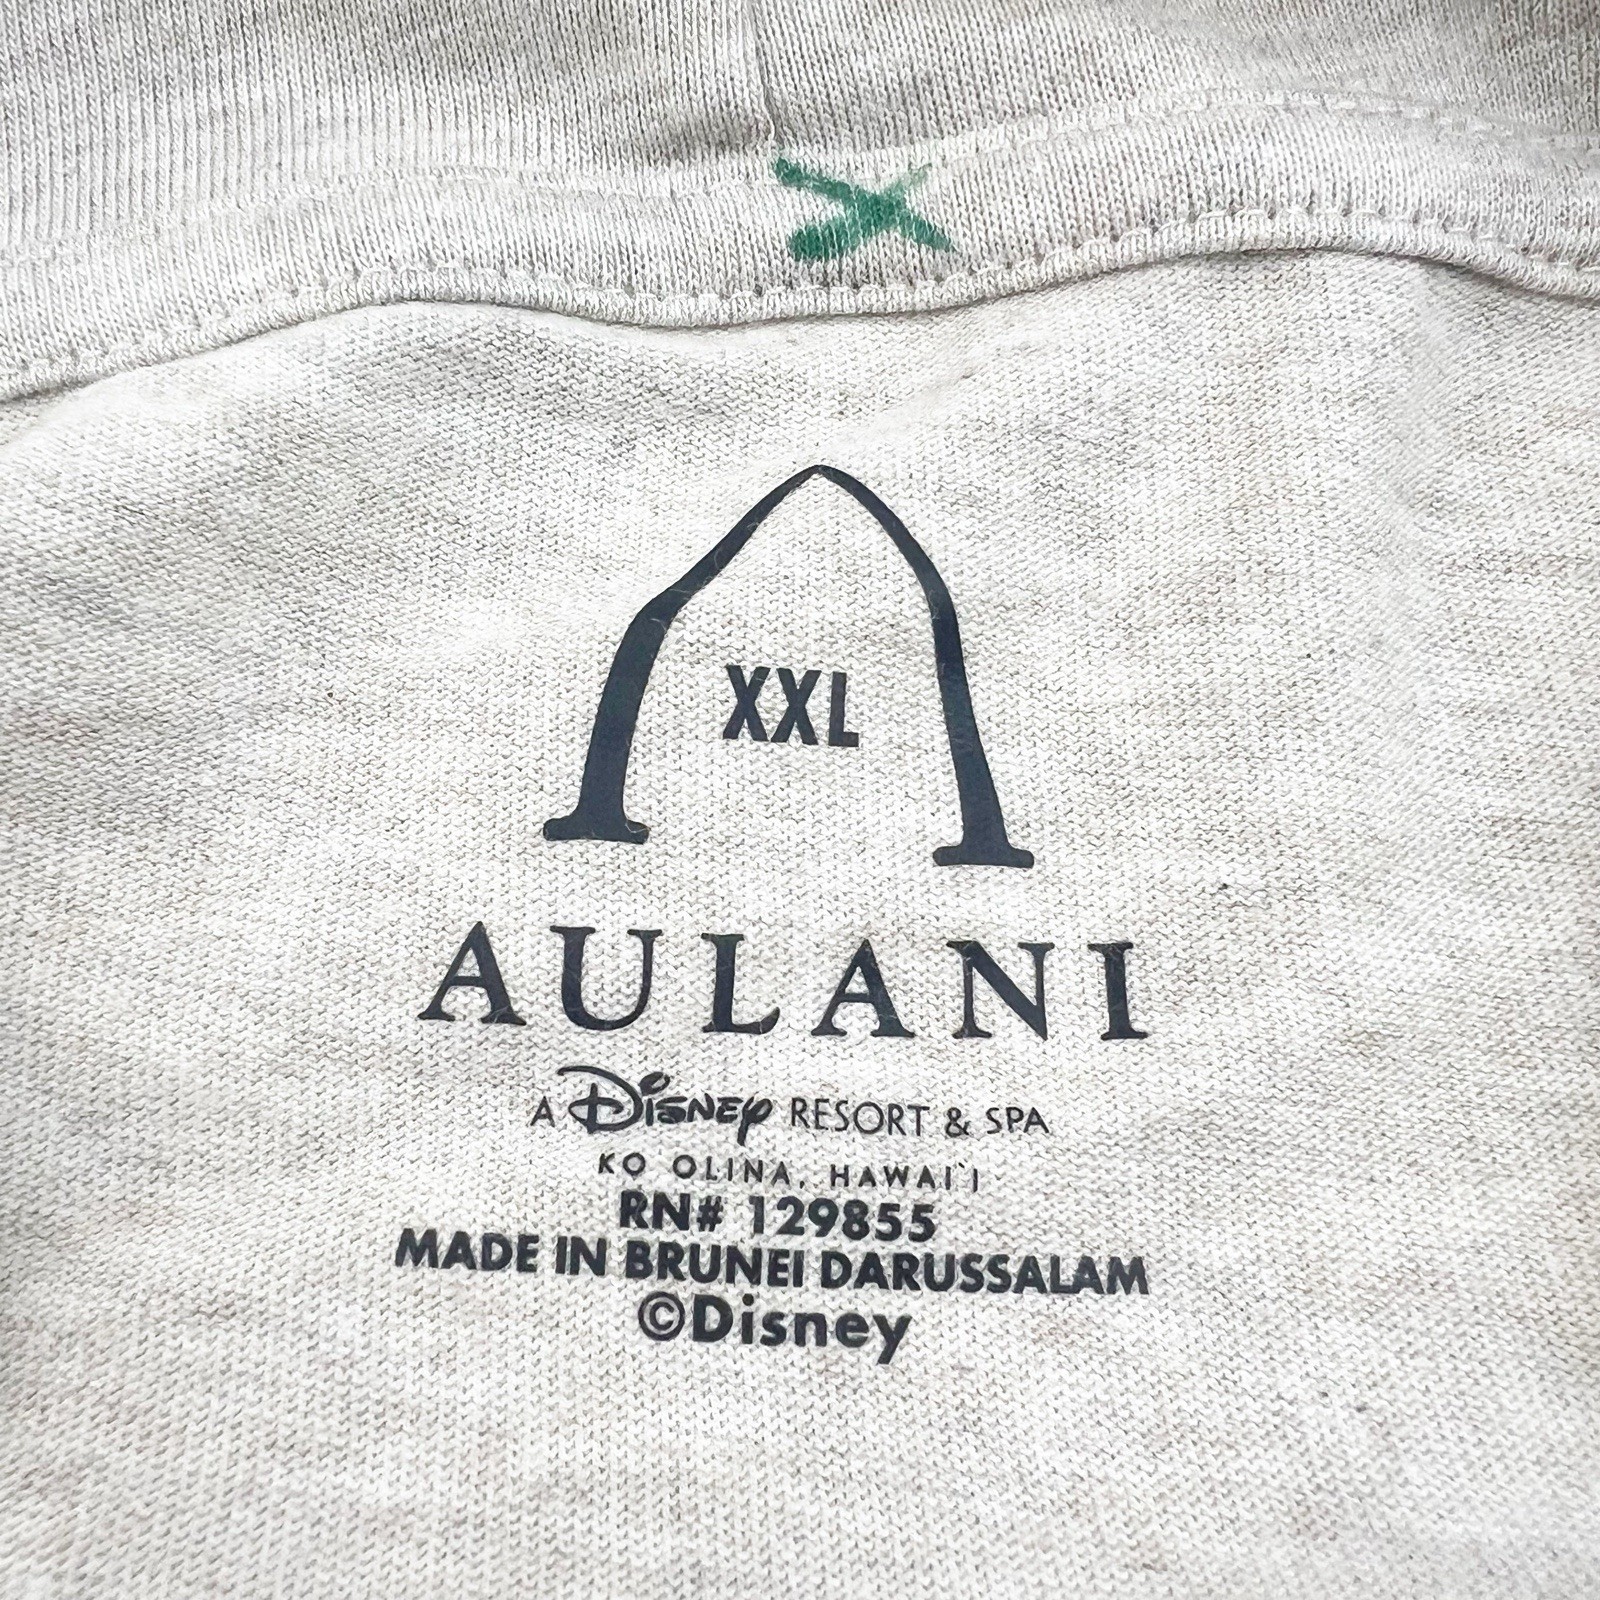 XXL
AULANI
A Disney RESORT & SPA
KO OLINA, HAWAI`I
RN# 129855
MADE IN BRUNEI DARUSSALAM
©Disney